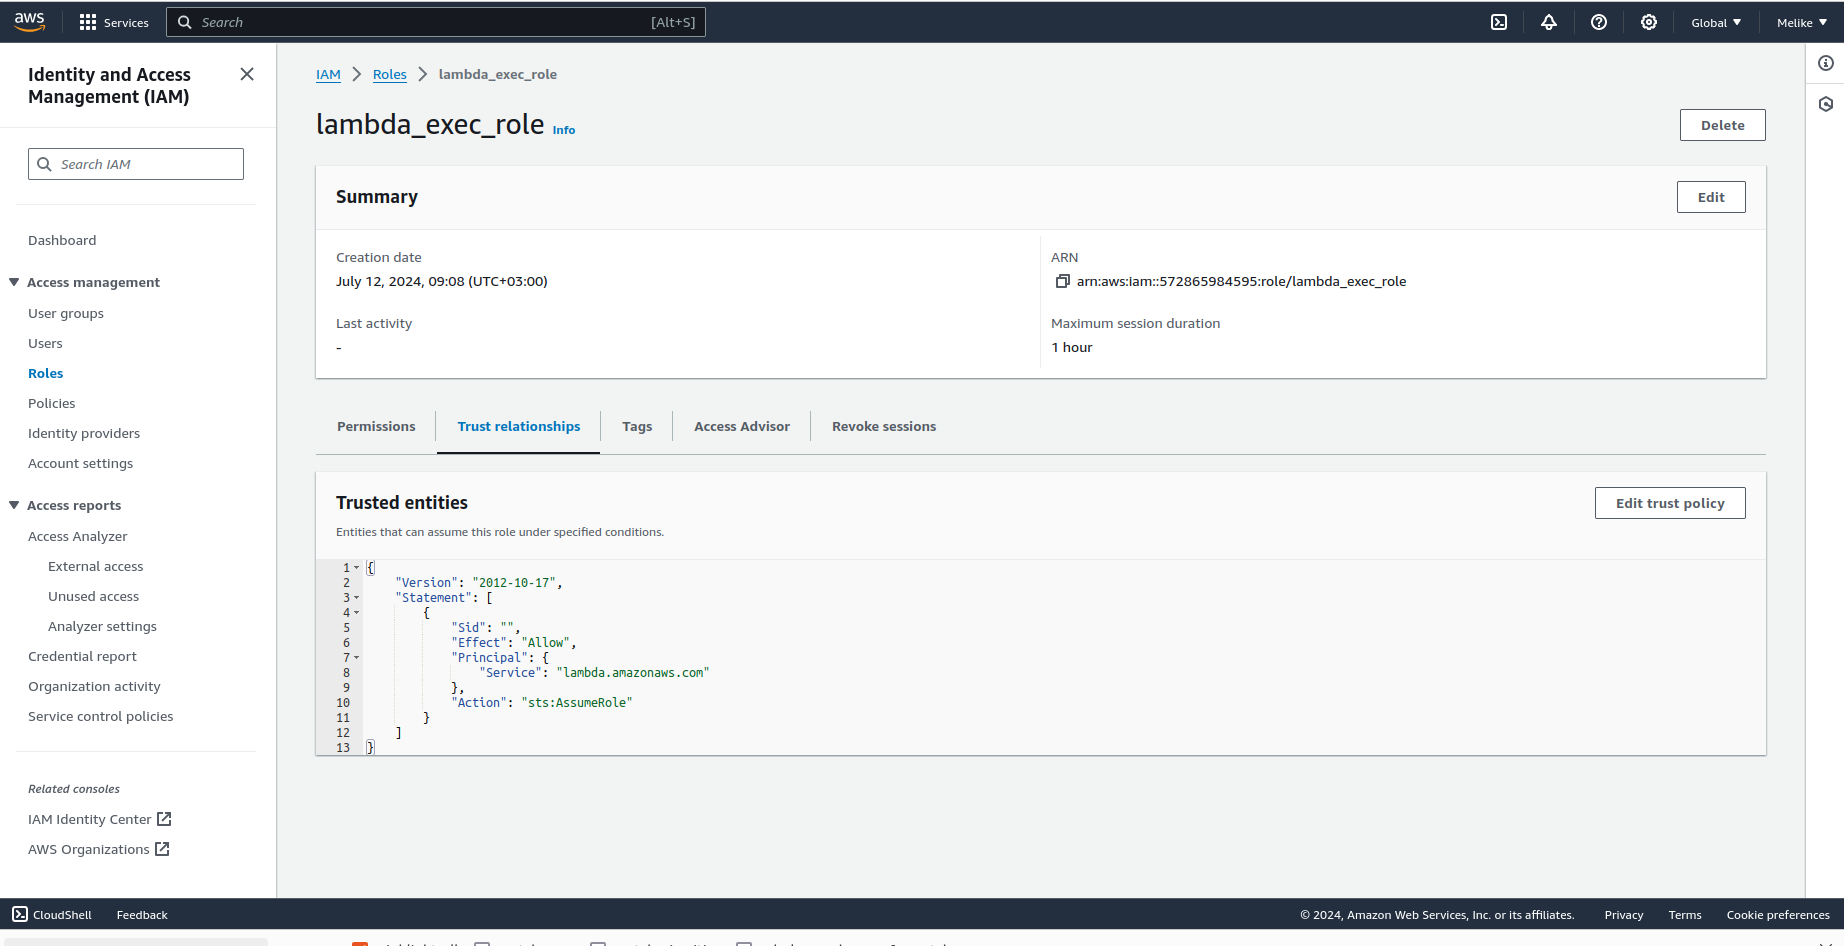 aws
Services
Search
[Alt+S]
Global
Melike
Identity and Access
Management (IAM)
Search IAM
Dashboard
Access management
User groups
Users
Roles
Policies
Identity providers
Account settings
Access reports
Access Analyzer
External access
Unused access
Analyzer settings
Credential report
Organization activity
Service control policies
Related consoles
IAM Identity Center
AWS Organizations
IAM > Roles > lambda_exec_role
lambda_exec_role Info
Delete
Summary
Edit
Creation date
July 12, 2024, 09:08 (UTC+03:00)
ARN
arn:aws:iam::572865984595:role/lambda_exec_role
Last activity
-
Maximum session duration
1 hour
Permissions
Trust relationships
Tags
Access Advisor
Revoke sessions
Trusted entities
Edit trust policy
Entities that can assume this role under specified conditions.
1 {
2 "Version": "2012-10-17",
3 "Statement": [
4 {
5 "Sid": "",
6 "Effect": "Allow",
7 "Principal": {
8 "Service": "lambda.amazonaws.com"
9 },
10 "Action": "sts:AssumeRole"
11 }
12 ]
13 }
CloudShell
Feedback
© 2024, Amazon Web Services, Inc. or its affiliates.
Privacy
Terms
Cookie preferences